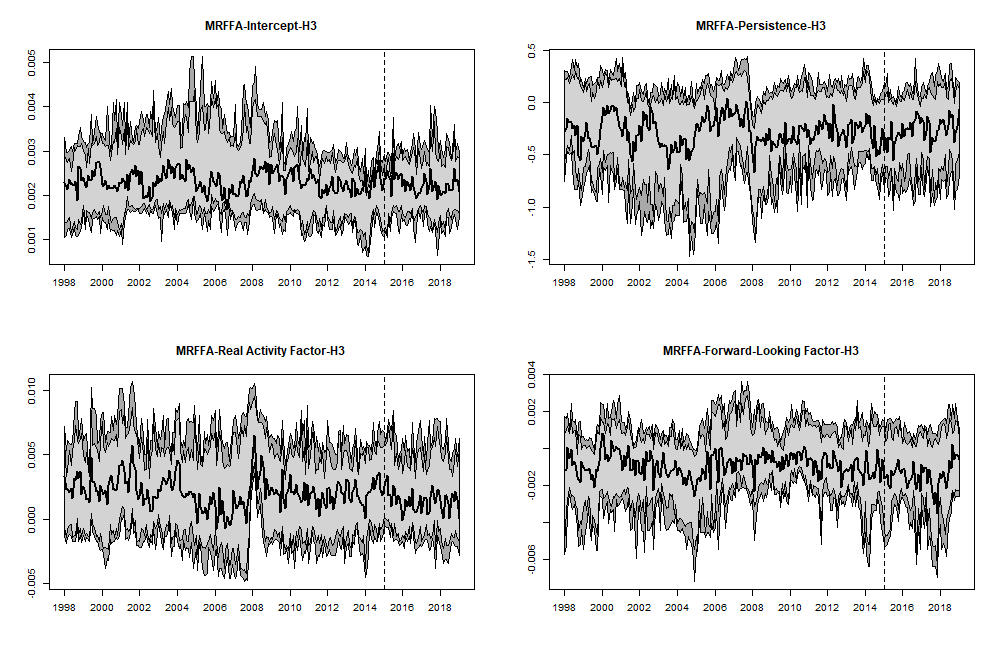 MRFFA-Intercept-H3
0.005
0.004
0.003
0.002
0.001
1998 2000 2002 2004 2006 2008 2010 2012 2014 2016 2018
MRFFA-Persistence-H3
0.5
0.0
-0.5
-1.0
-1.5
1998 2000 2002 2004 2006 2008 2010 2012 2014 2016 2018
MRFFA-Real Activity Factor-H3
0.010
0.005
0.000
-0.005
1998 2000 2002 2004 2006 2008 2010 2012 2014 2016 2018
MRFFA-Forward-Looking Factor-H3
0.004
0.002
-0.002
-0.006
1998 2000 2002 2004 2006 2008 2010 2012 2014 2016 2018